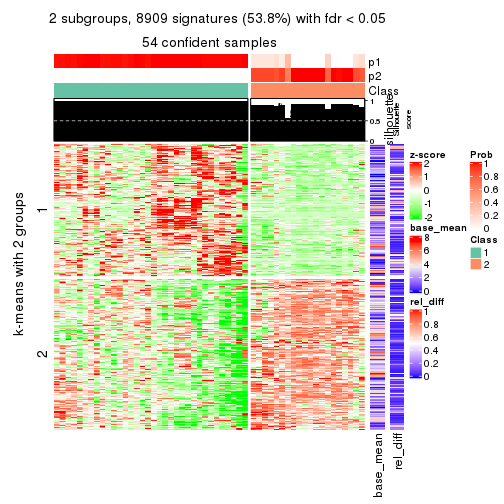 2 subgroups, 8909 signatures (53.8%) with fdr < 0.05
54 confident samples
p1
p2
Class
1
0.5
0
silhouette
Silhouette
score
k-means with 2 groups
1
2
base_mean
rel_diff
z-score
2
1
0
-1
-2
base_mean
8
6
4
2
0
rel_diff
1
0.8
0.6
0.4
0.2
0
Prob
1
0.8
0.6
0.4
0.2
0
Class
1
2